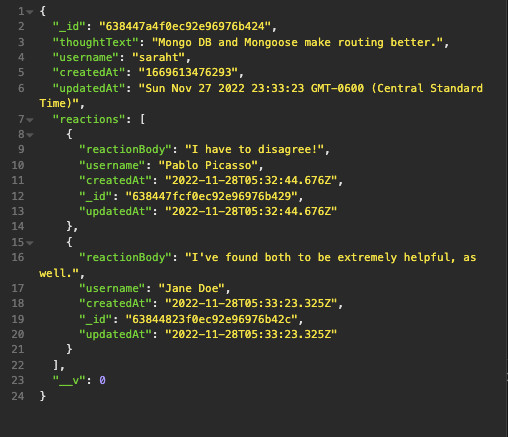 1 {
2 "_id": "638447a4f0ec92e96976b424",
3 "thoughtText": "Mongo DB and Mongoose make routing better.",
4 "username": "saraht",
5 "createdAt": "1669613476293",
6 "updatedAt": "Sun Nov 27 2022 23:33:23 GMT-0600 (Central Standard
Time)",
7 "reactions": [
8 {
9 "reactionBody": "I have to disagree!",
10 "username": "Pablo Picasso",
11 "createdAt": "2022-11-28T05:32:44.676Z",
12 "_id": "638447fcf0ec92e96976b429",
13 "updatedAt": "2022-11-28T05:32:44.676Z"
14 },
15 {
16 "reactionBody": "I've found both to be extremely helpful, as
well.",
17 "username": "Jane Doe",
18 "createdAt": "2022-11-28T05:33:23.325Z",
19 "_id": "63844823f0ec92e96976b42c",
20 "updatedAt": "2022-11-28T05:33:23.325Z"
21 }
22 ],
23 "__v": 0
24 }